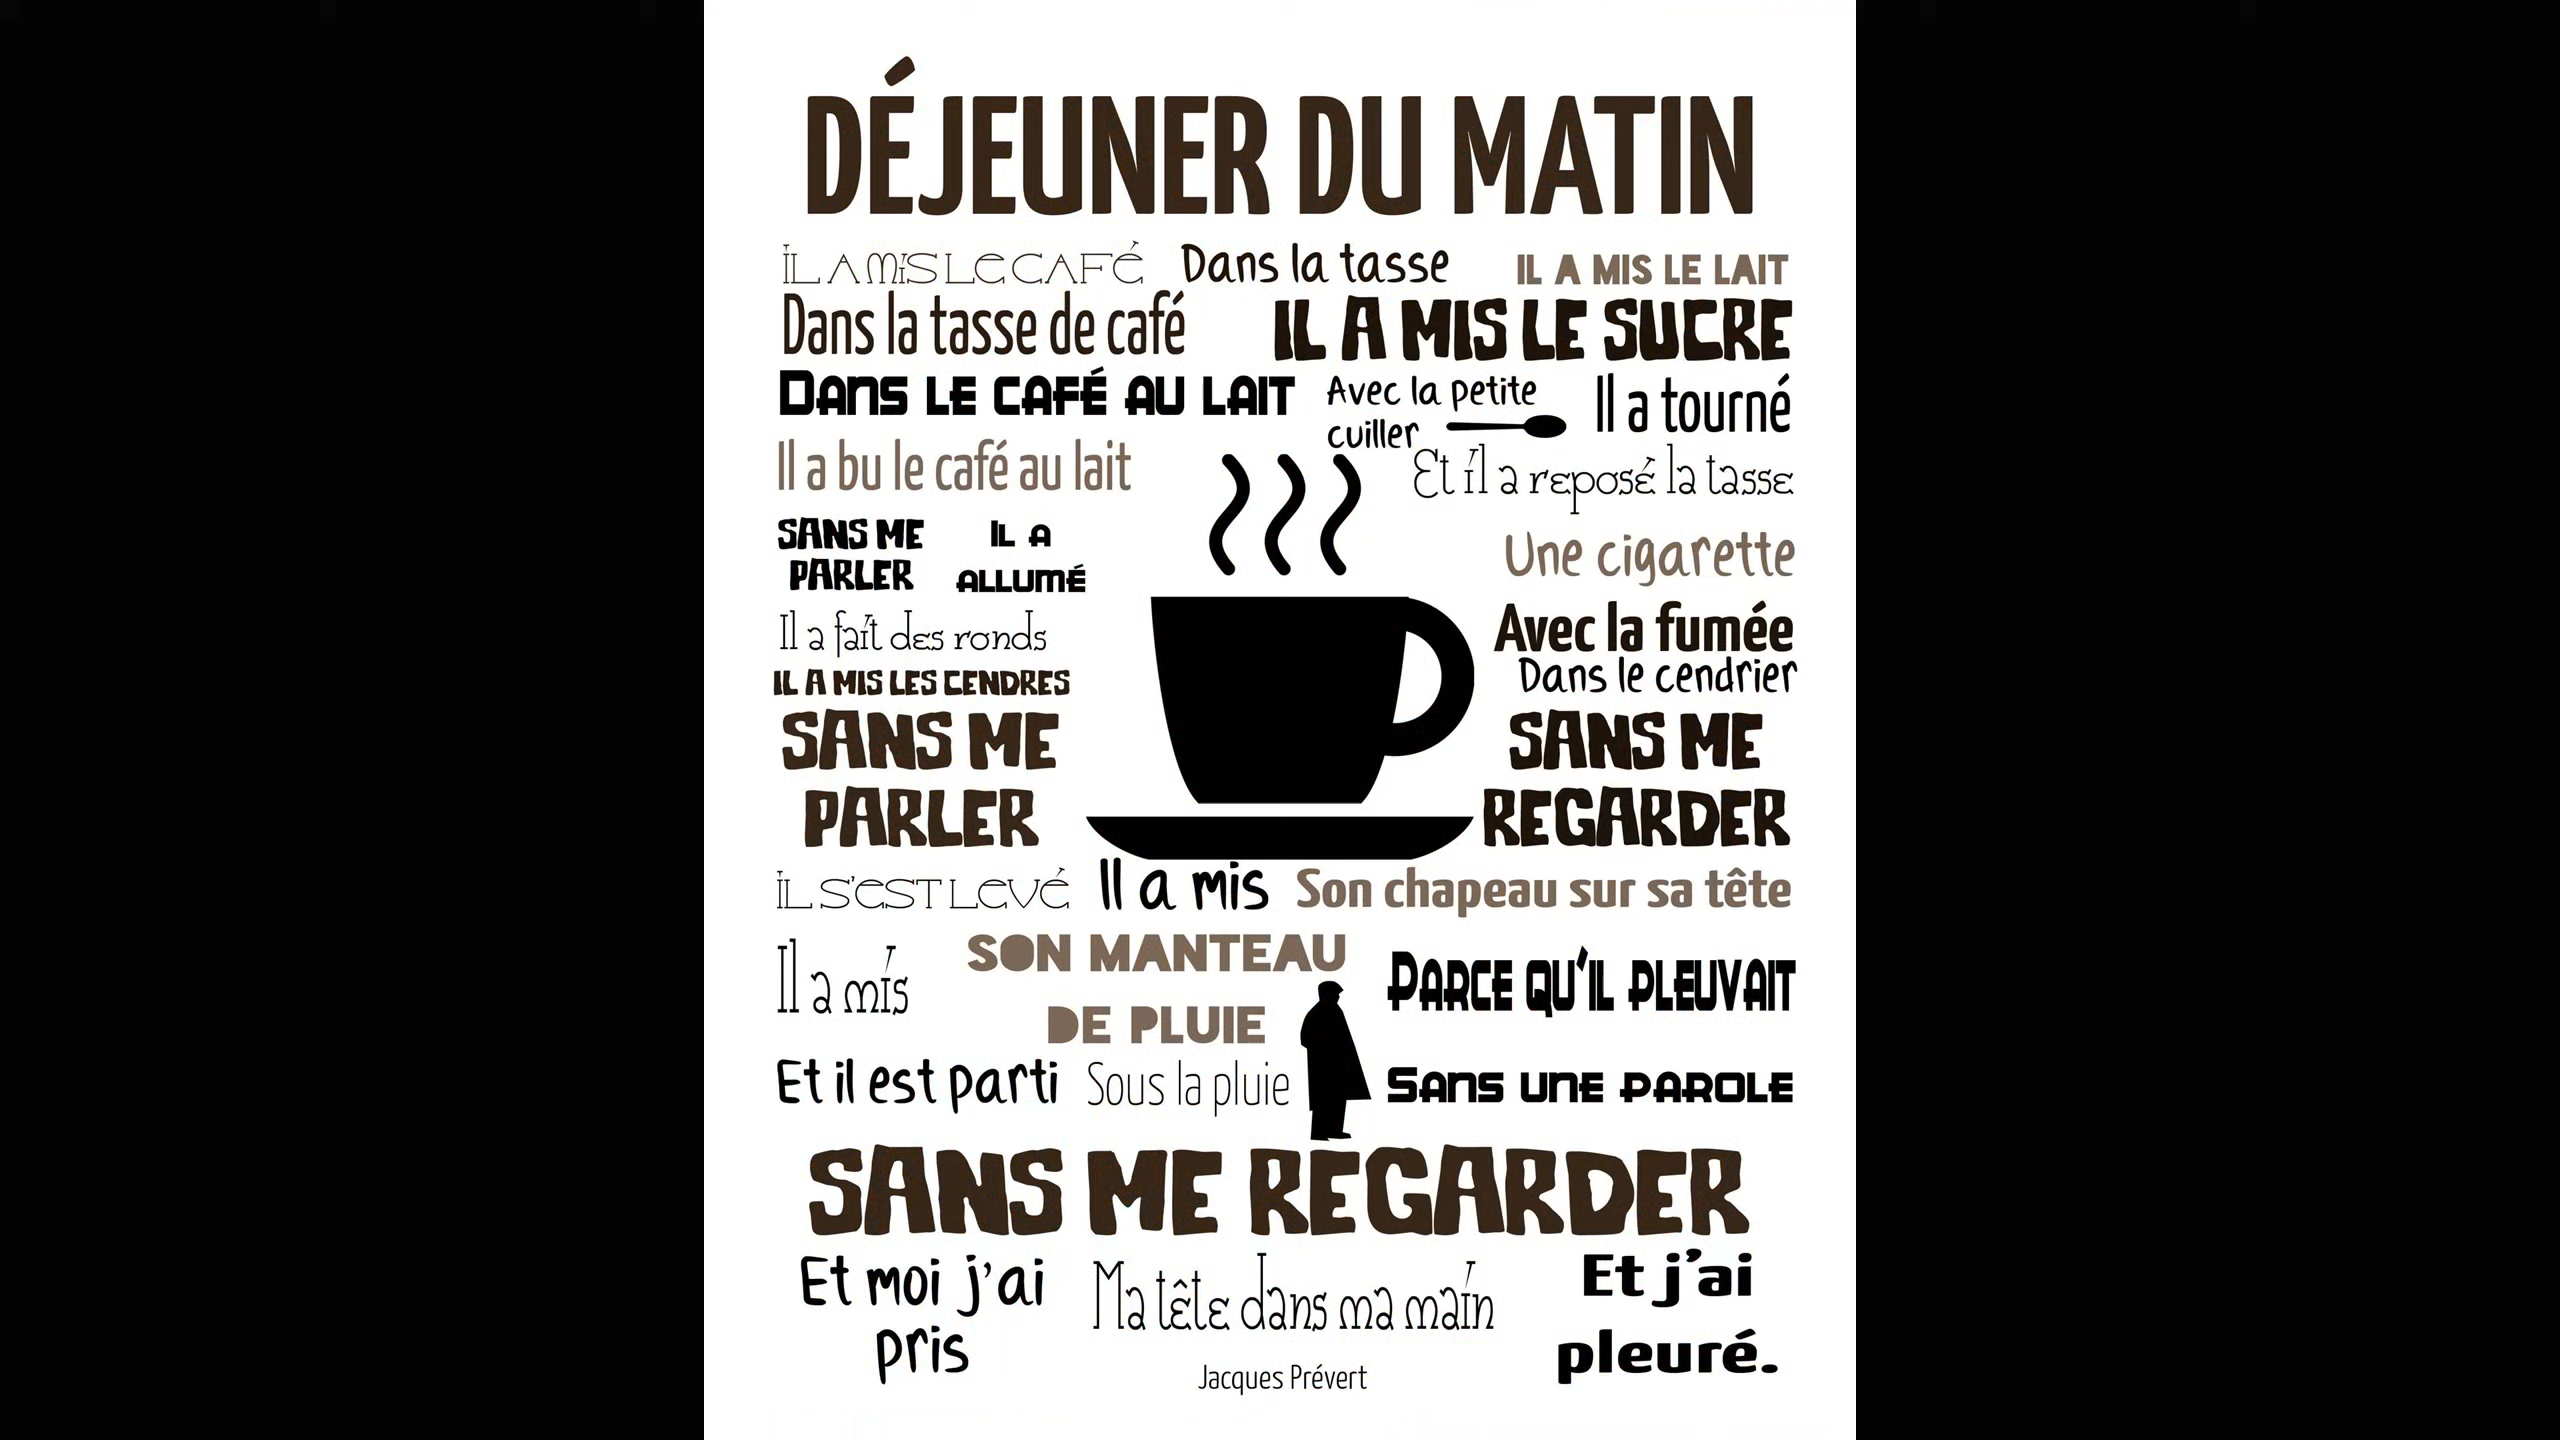 DÉJEUNER DU MATIN
IL A MIS LE CAFÉ Dans la tasse IL A MIS LE LAIT
Dans la tasse de café IL A MIS LE SUCRE
DANS LE CAFÉ AU LAIT Avec la petite
cuiller Il a tourné
Il a bu le café au lait Et il a reposé la tasse
SANS ME
PARLER
IL A
ALLUMÉ
Une cigarette
Il a fait des ronds Avec la fumée
IL A MIS LES CENDRES Dans le cendrier
SANS ME
PARLER
SANS ME
REGARDER
IL S'EST LEVÉ Il a mis Son chapeau sur sa tête
Il a mis SON MANTEAU
DE PLUIE
PARCE QU'IL PLEUVAIT
Et il est parti Sous la pluie SANS UNE PAROLE
SANS ME REGARDER
Et moi j'ai
pris
Ma tête dans ma main
Et j'ai
pleuré.
Jacques Prévert